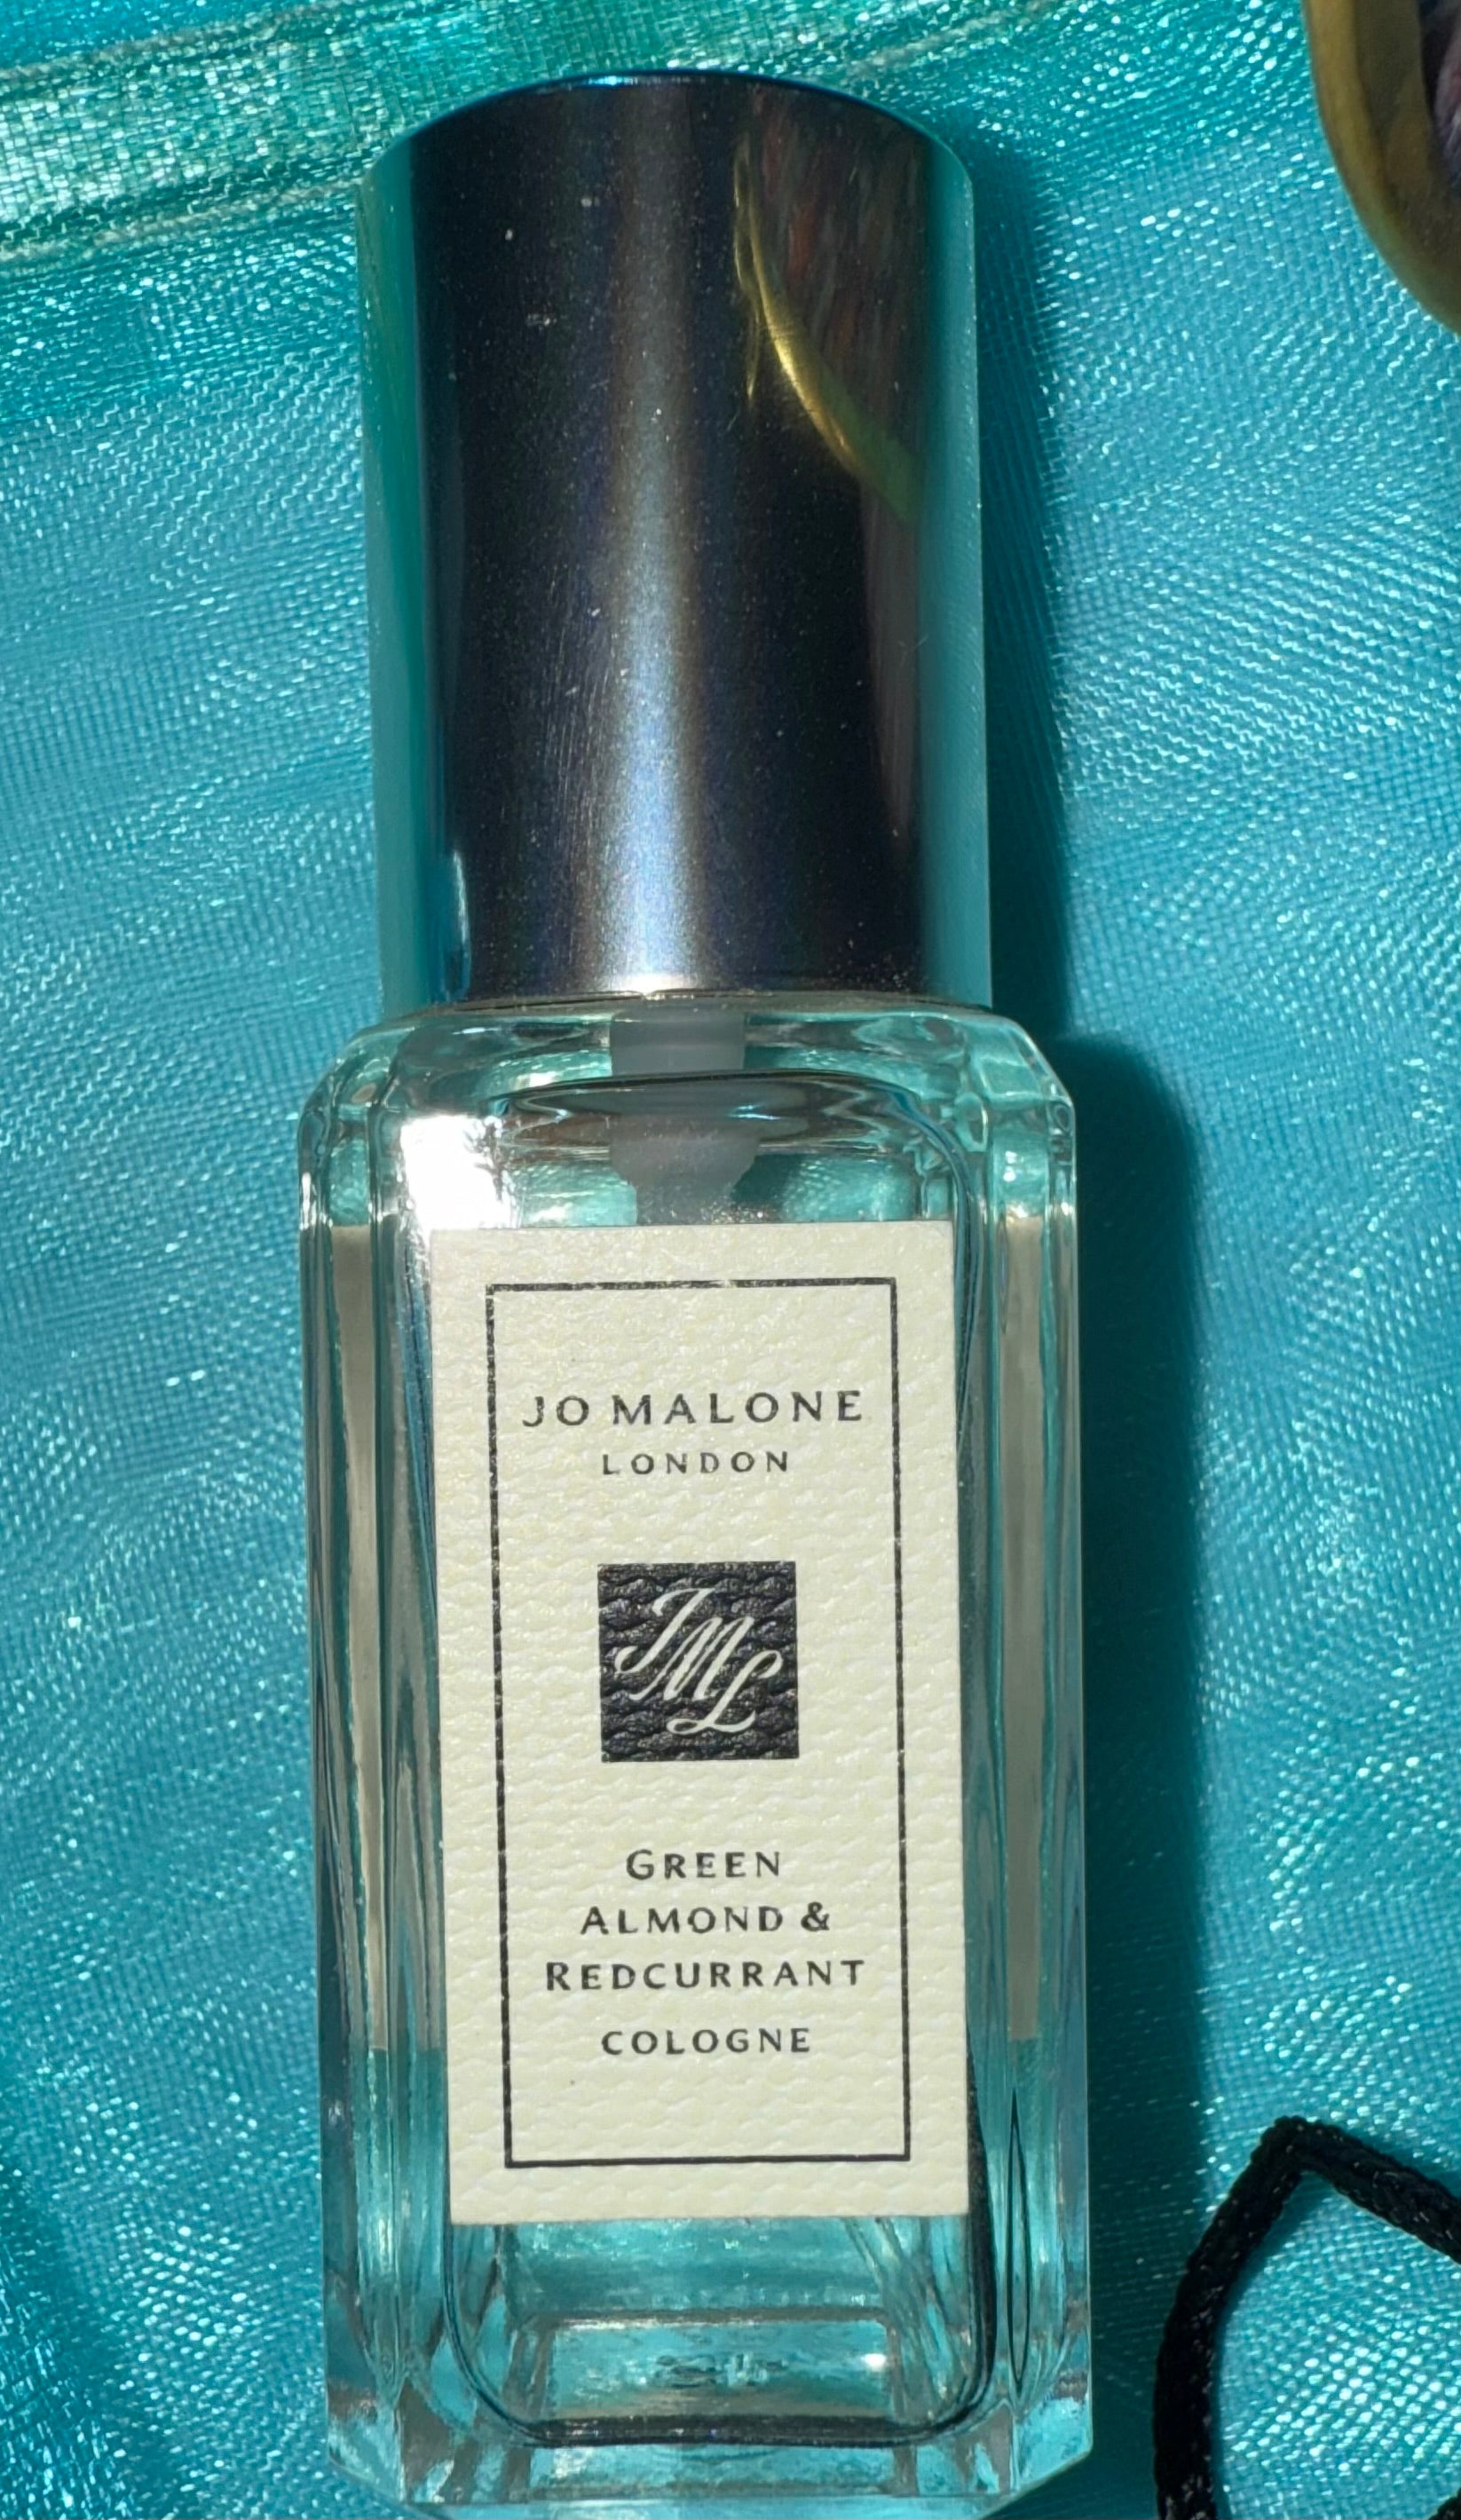 JO MALONE
LONDON
JML
GREEN
ALMOND &
REDCURRANT
COLOGNE